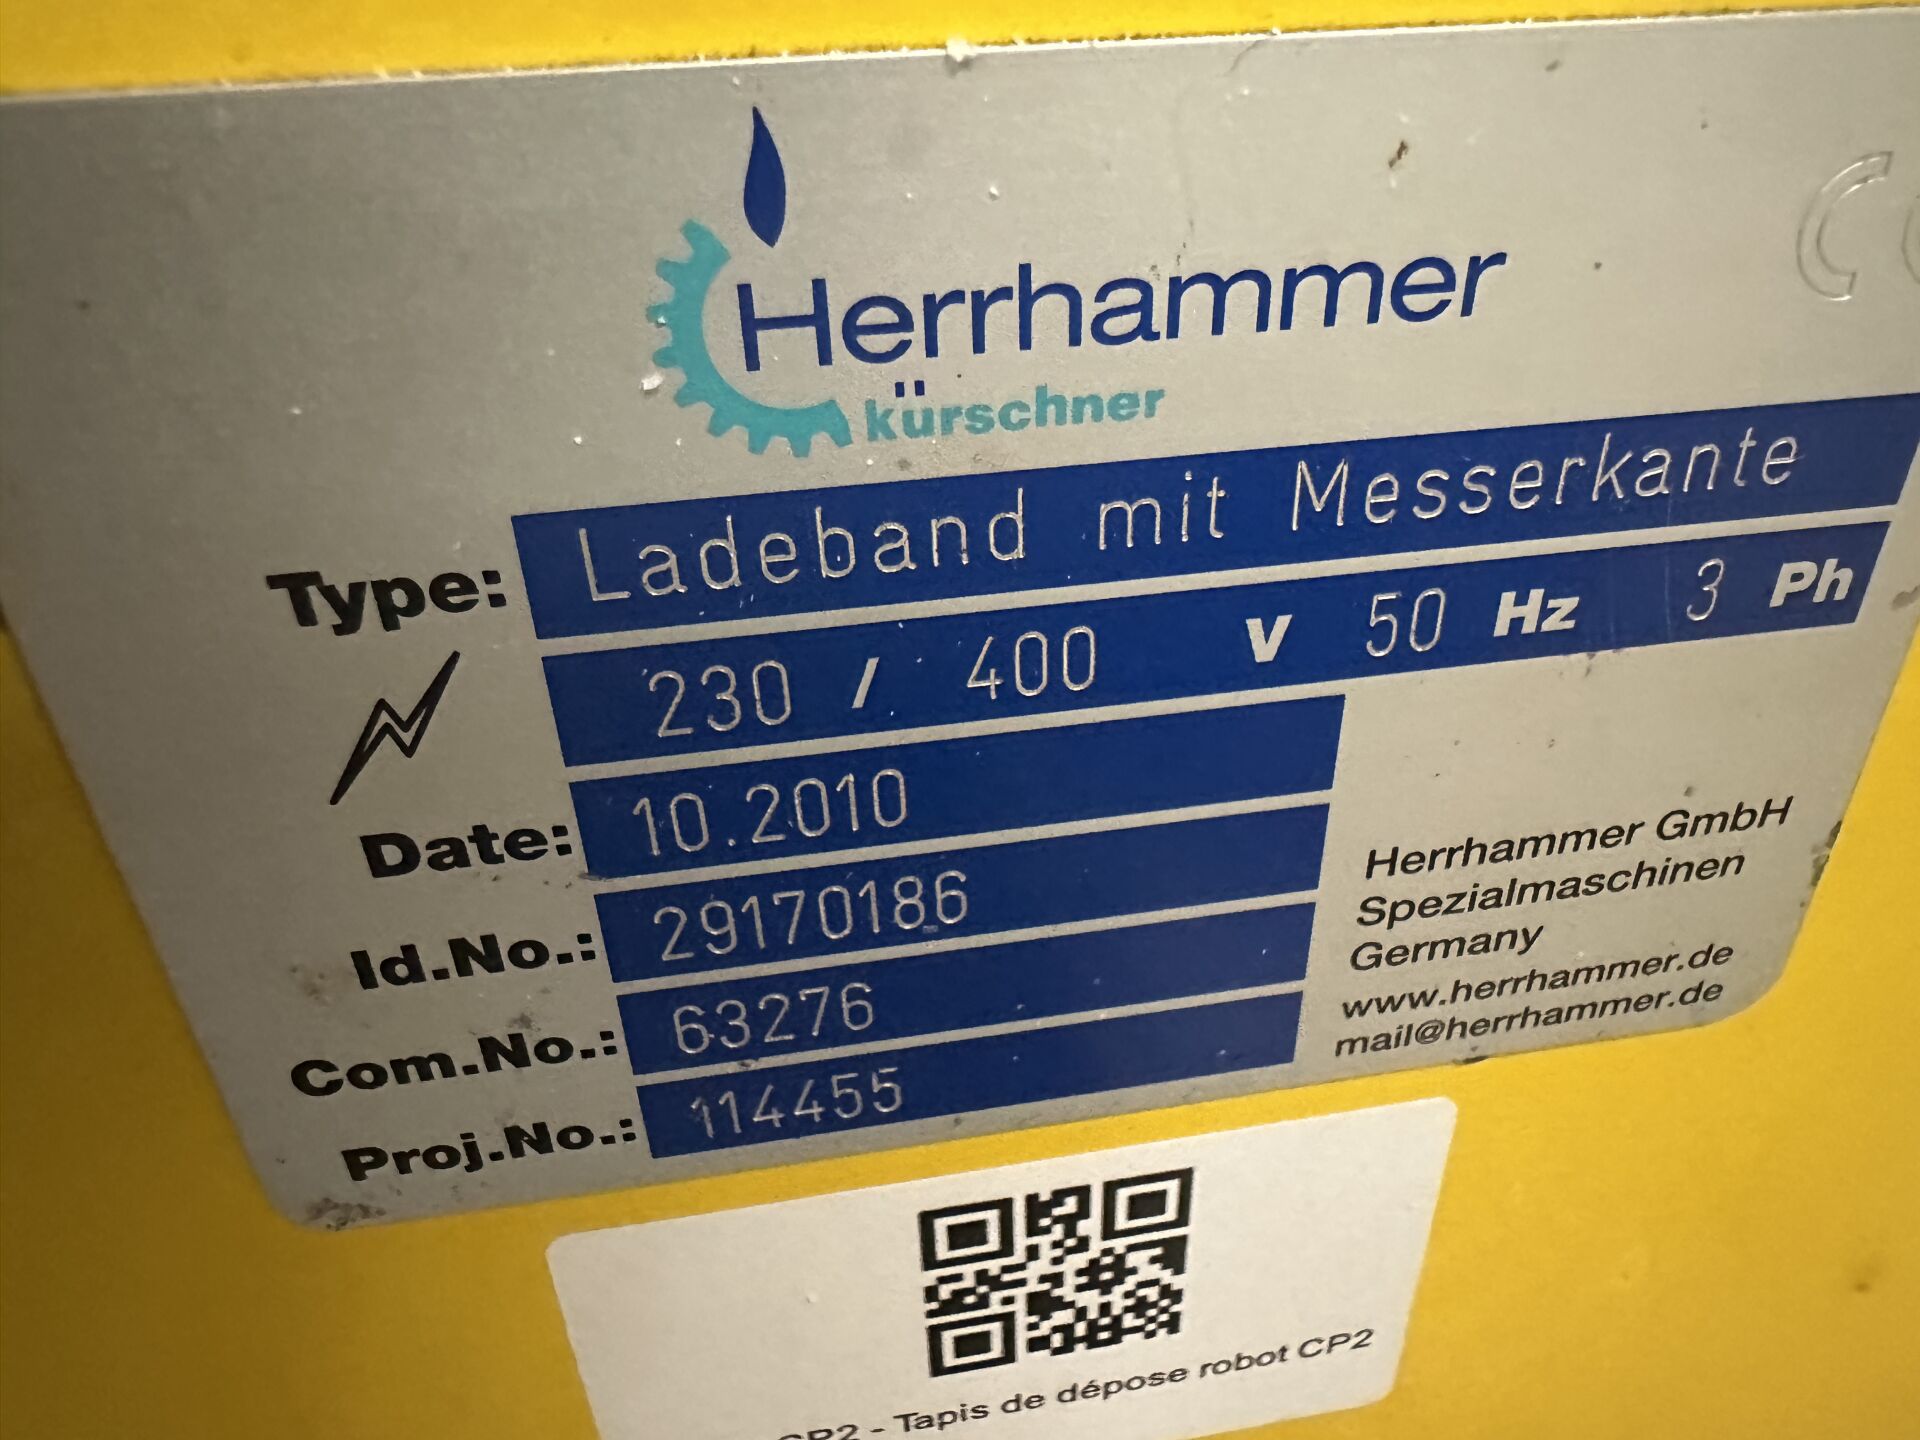 Herrhammer
kürschner
Type: Ladeband mit Messerkante
230 / 400 V 50 Hz 3 Ph
Date: 10.2010
Id.No.: 29170186
Com.No.: 63276
Proj.No.: 114455
Herrhammer GmbH
Spezialmaschinen
Germany
www.herrhammer.de
mail@herrhammer.de
CP2 - Tapis de dépose robot CP2